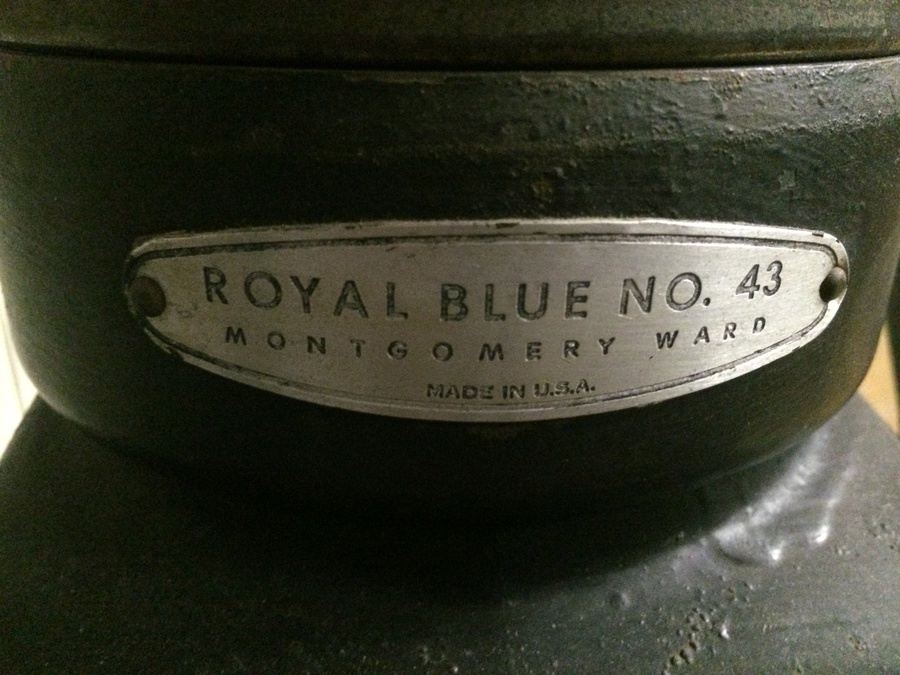 ROYAL BLUE NO. 43
MONTGOMERY WARD
MADE IN U.S.A.